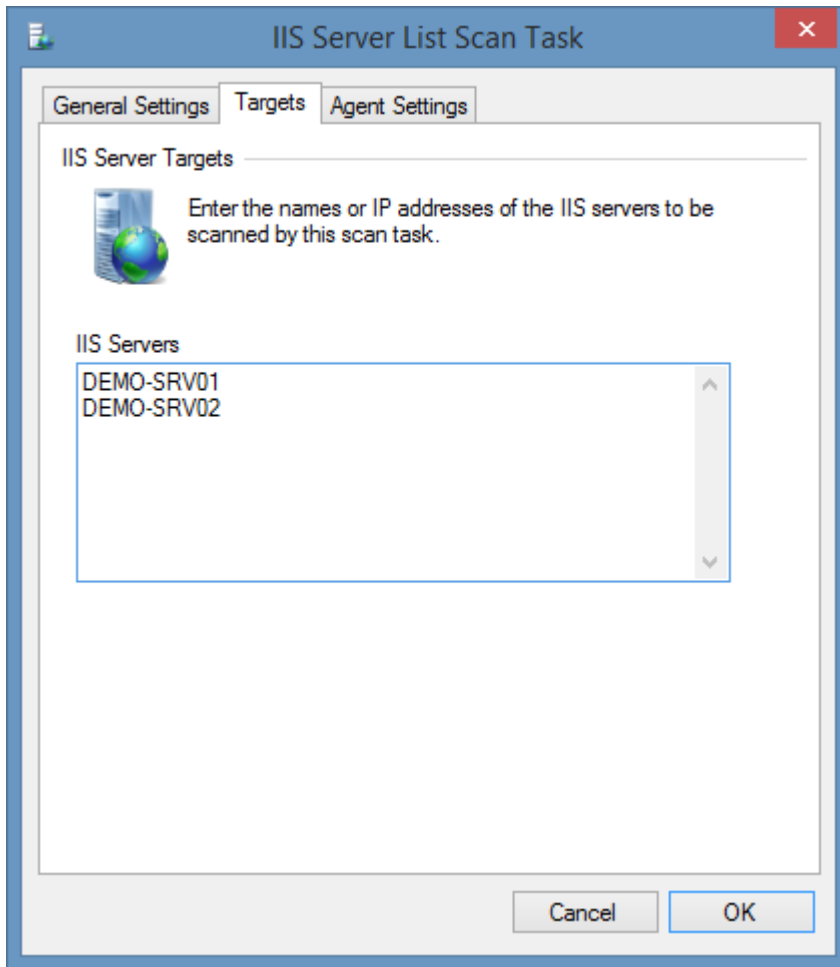 IIS Server List Scan Task
General Settings Targets Agent Settings
IIS Server Targets
Enter the names or IP addresses of the IIS servers to be
scanned by this scan task.
IIS Servers
DEMO-SRV01
DEMO-SRV02
Cancel OK